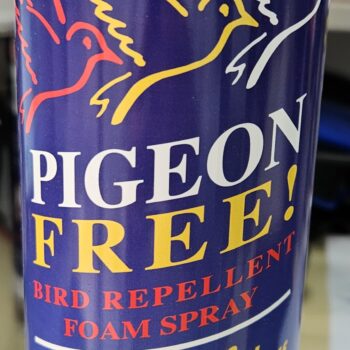 PIGEON
FREE!
BIRD REPELLENT
FOAM SPRAY